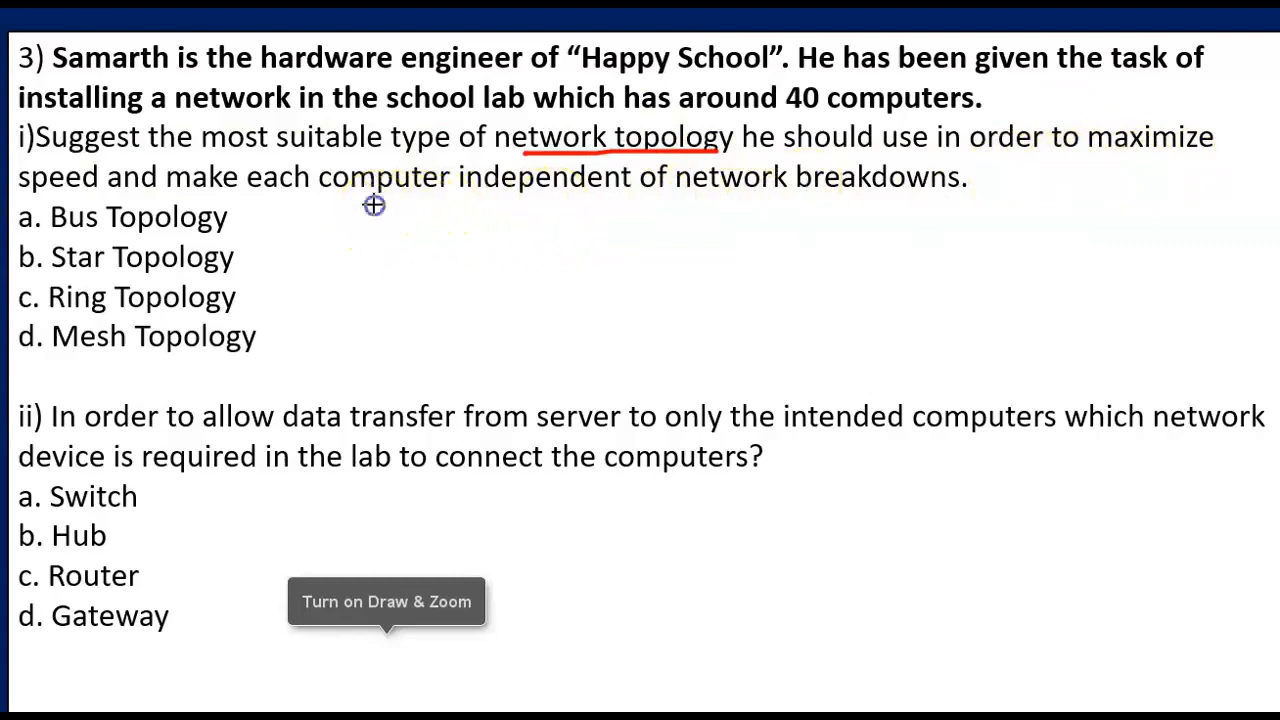 3) Samarth is the hardware engineer of “Happy School”. He has been given the task of
installing a network in the school lab which has around 40 computers.
i)Suggest the most suitable type of network topology he should use in order to maximize
speed and make each computer independent of network breakdowns.
a. Bus Topology
b. Star Topology
c. Ring Topology
d. Mesh Topology
ii) In order to allow data transfer from server to only the intended computers which network
device is required in the lab to connect the computers?
a. Switch
b. Hub
c. Router
d. Gateway
Turn on Draw & Zoom